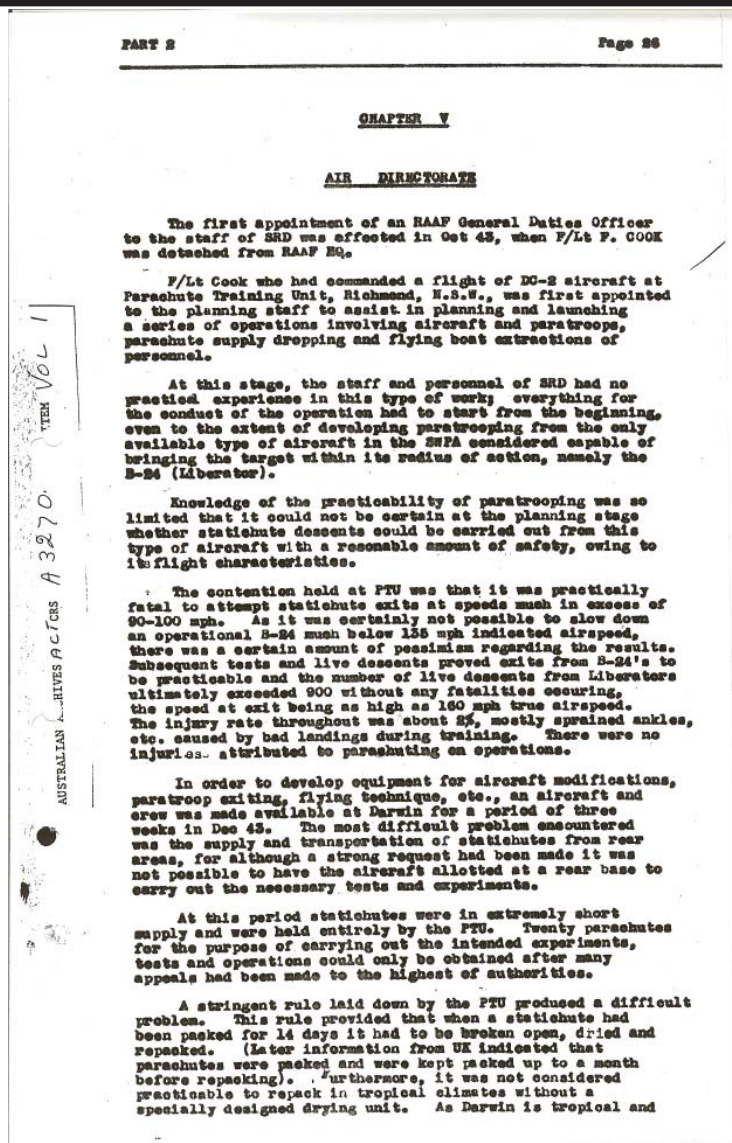 PART 2 Page 26
CHAPTER V
AIR DIRECTORATE
The first appointment of an RAAF General Duties Officer
to the staff of SRD was effected in Oct 43, when F/Lt F. COOK
was detached from RAAF HQ.
F/Lt Cook who had commanded a flight of DC-2 aircraft at
Parachute Training Unit, Richmond, N.S.W., was first appointed
to the planning staff to assist in planning and launching
a series of operations involving aircraft and paratroops,
parachute supply dropping and flying boat extractions of
personnel.
At this stage, the staff and personnel of SRD had no
practical experience in this type of work; everything for
the conduct of the operation had to start from the beginning,
even to the extent of developing paratrooping from the only
available type of aircraft in the SWPA considered capable of
bringing the target within its radius of action, namely the
B-24 (Liberator).
Knowledge of the practicability of paratrooping was so
limited that it could not be certain at the planning stage
whether statichute descents could be carried out from this
type of aircraft with a resonable amount of safety, owing to
its flight characteristics.
The contention held at PTU was that it was practically
fatal to attempt statichute exits at speeds much in excess of
90-100 mph. As it was certainly not possible to slow down
an operational B-24 much below 135 mph indicated airspeed,
there was a certain amount of pessimism regarding the results.
Subsequent tests and live descents proved exits from B-24's to
be practicable and the number of live descents from Liberators
ultimately exceeded 900 without any fatalities occuring,
the speed at exit being as high as 160 mph true airspeed.
The injury rate throughout was about 2%, mostly sprained ankles,
etc. caused by bad landings during training. There were no
injuries attributed to parachuting on operations.
In order to develop equipment for aircraft modifications,
paratroop exiting, flying technique, etc., an aircraft and
crew was made available at Darwin for a period of three
weeks in Dec 43. The most difficult problem encountered
was the supply and transportation of statichutes from rear
areas, for although a strong request had been made it was
not possible to have the aircraft allotted at a rear base to
carry out the necessary tests and experiments.
At this period statichutes were in extremely short
supply and were held entirely by the PTU. Twenty parachutes
for the purpose of carrying out the intended experiments,
tests and operations could only be obtained after many
appeals had been made to the highest of authorities.
A stringent rule laid down by the PTU produced a difficult
problem. This rule provided that when a statichute had
been packed for 14 days it had to be broken open, dried and
repacked. (Later information from UK indicated that
parachutes were packed and were kept packed up to a month
before repacking). Furthermore, it was not considered
practicable to repack in tropical climates without a
specially designed drying unit. As Darwin is tropical and
AUSTRALIAN ARCHIVES ACT CRS A3270 ITEM VOL 1